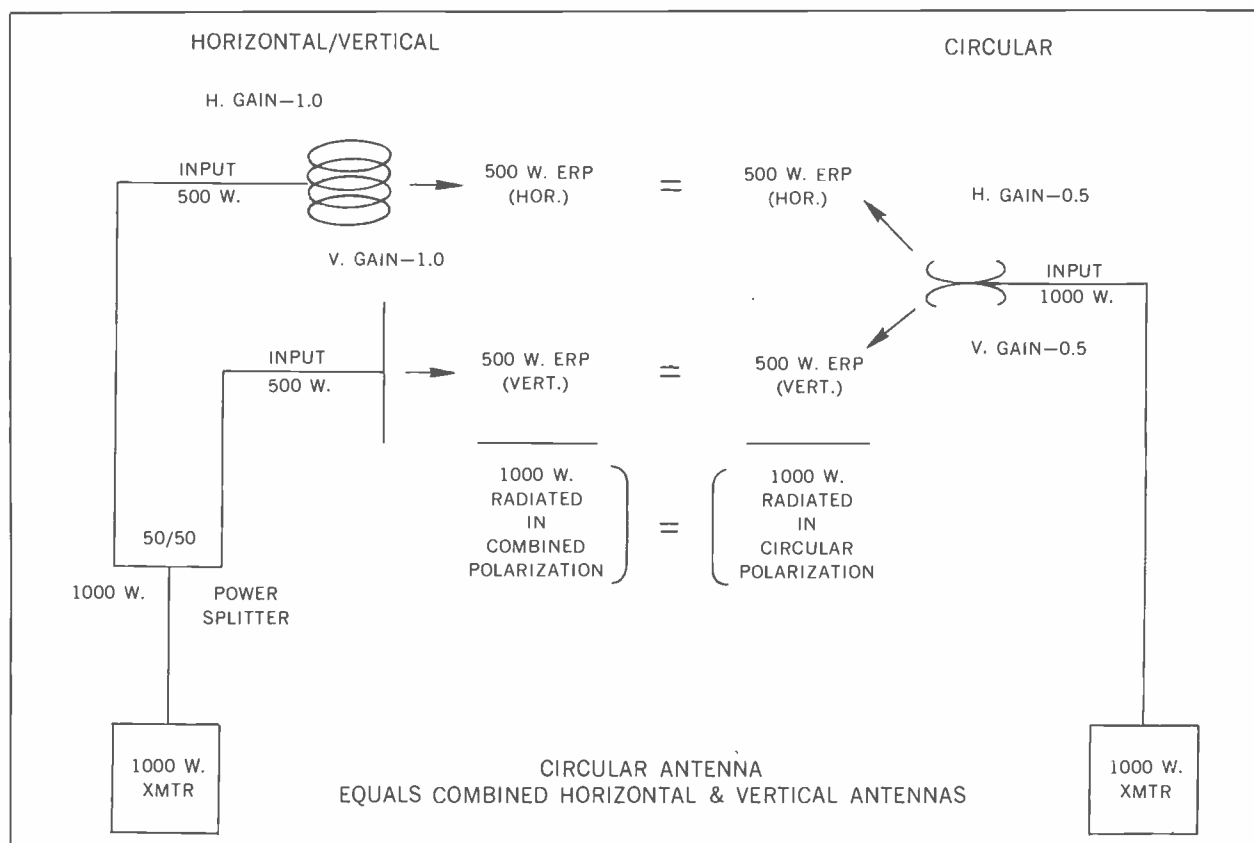 HORIZONTAL/VERTICAL
CIRCULAR
H. GAIN—1.0
INPUT
500 W.
500 W. ERP
(HOR.)
=
500 W. ERP
(HOR.)
H. GAIN—0.5
V. GAIN—1.0
INPUT
1000 W.
INPUT
500 W.
500 W. ERP
(VERT.)
=
500 W. ERP
(VERT.)
V. GAIN—0.5
1000 W.
RADIATED
IN
COMBINED
POLARIZATION
=
1000 W.
RADIATED
IN
CIRCULAR
POLARIZATION
50/50
1000 W.
POWER
SPLITTER
1000 W.
XMTR
CIRCULAR ANTENNA
EQUALS COMBINED HORIZONTAL & VERTICAL ANTENNAS
1000 W.
XMTR